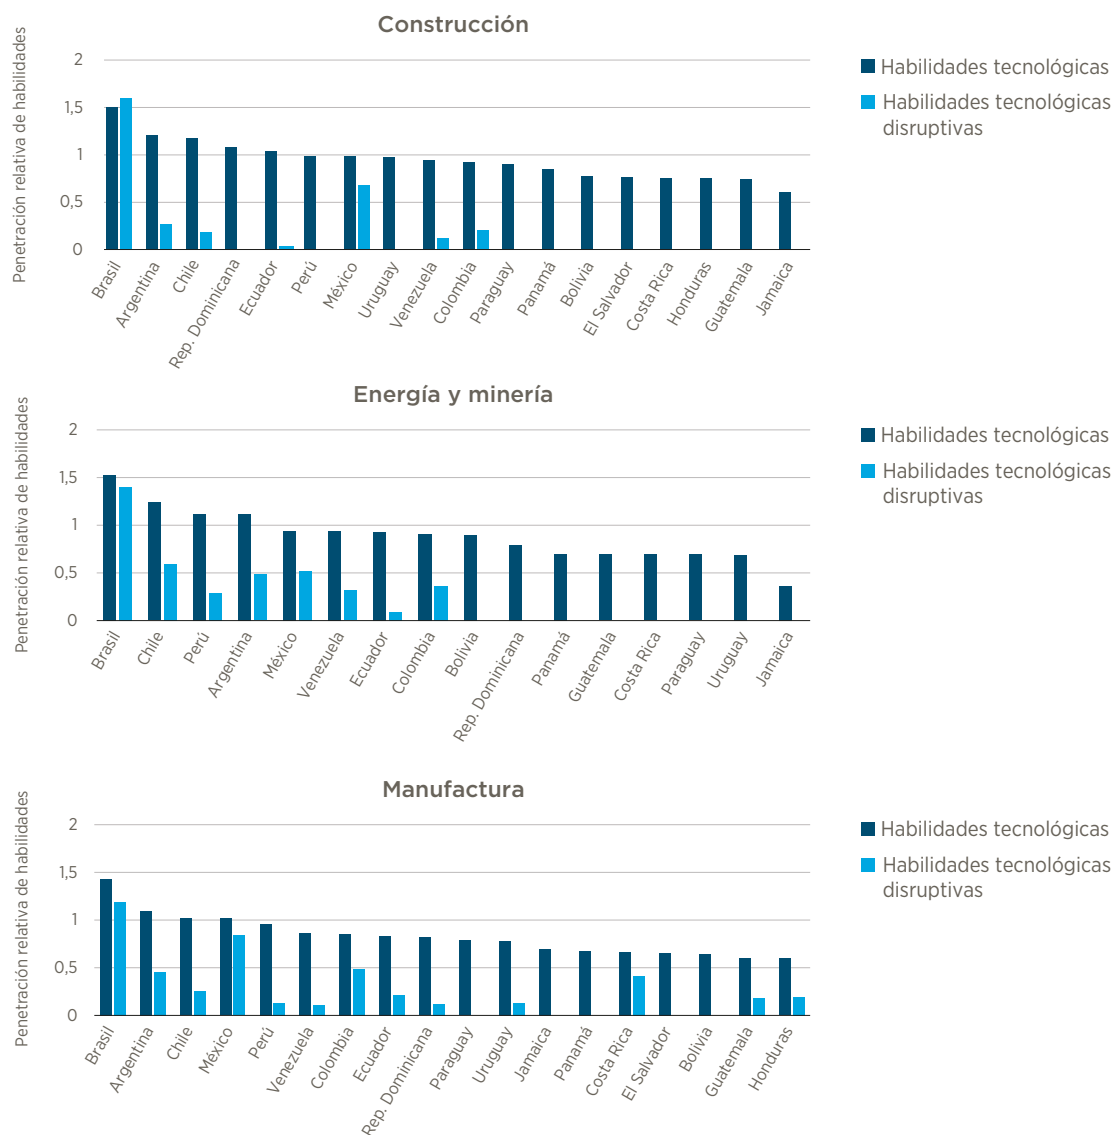 Construcción
Penetración relativa de habilidades
2
1,5
1
0,5
0
Brasil
Argentina
Chile
Rep. Dominicana
Ecuador
Perú
México
Uruguay
Venezuela
Colombia
Paraguay
Panamá
Bolivia
El Salvador
Costa Rica
Honduras
Guatemala
Jamaica
Habilidades tecnológicas
Habilidades tecnológicas
disruptivas
Energía y minería
Penetración relativa de habilidades
2
1,5
1
0,5
0
Brasil
Chile
Perú
Argentina
México
Venezuela
Ecuador
Colombia
Bolivia
Rep. Dominicana
Panamá
Guatemala
Costa Rica
Paraguay
Uruguay
Jamaica
Habilidades tecnológicas
Habilidades tecnológicas
disruptivas
Manufactura
Penetración relativa de habilidades
2
1,5
1
0,5
0
Brasil
Argentina
Chile
México
Perú
Venezuela
Colombia
Ecuador
Rep. Dominicana
Paraguay
Uruguay
Jamaica
Panamá
Costa Rica
El Salvador
Bolivia
Guatemala
Honduras
Habilidades tecnológicas
Habilidades tecnológicas
disruptivas